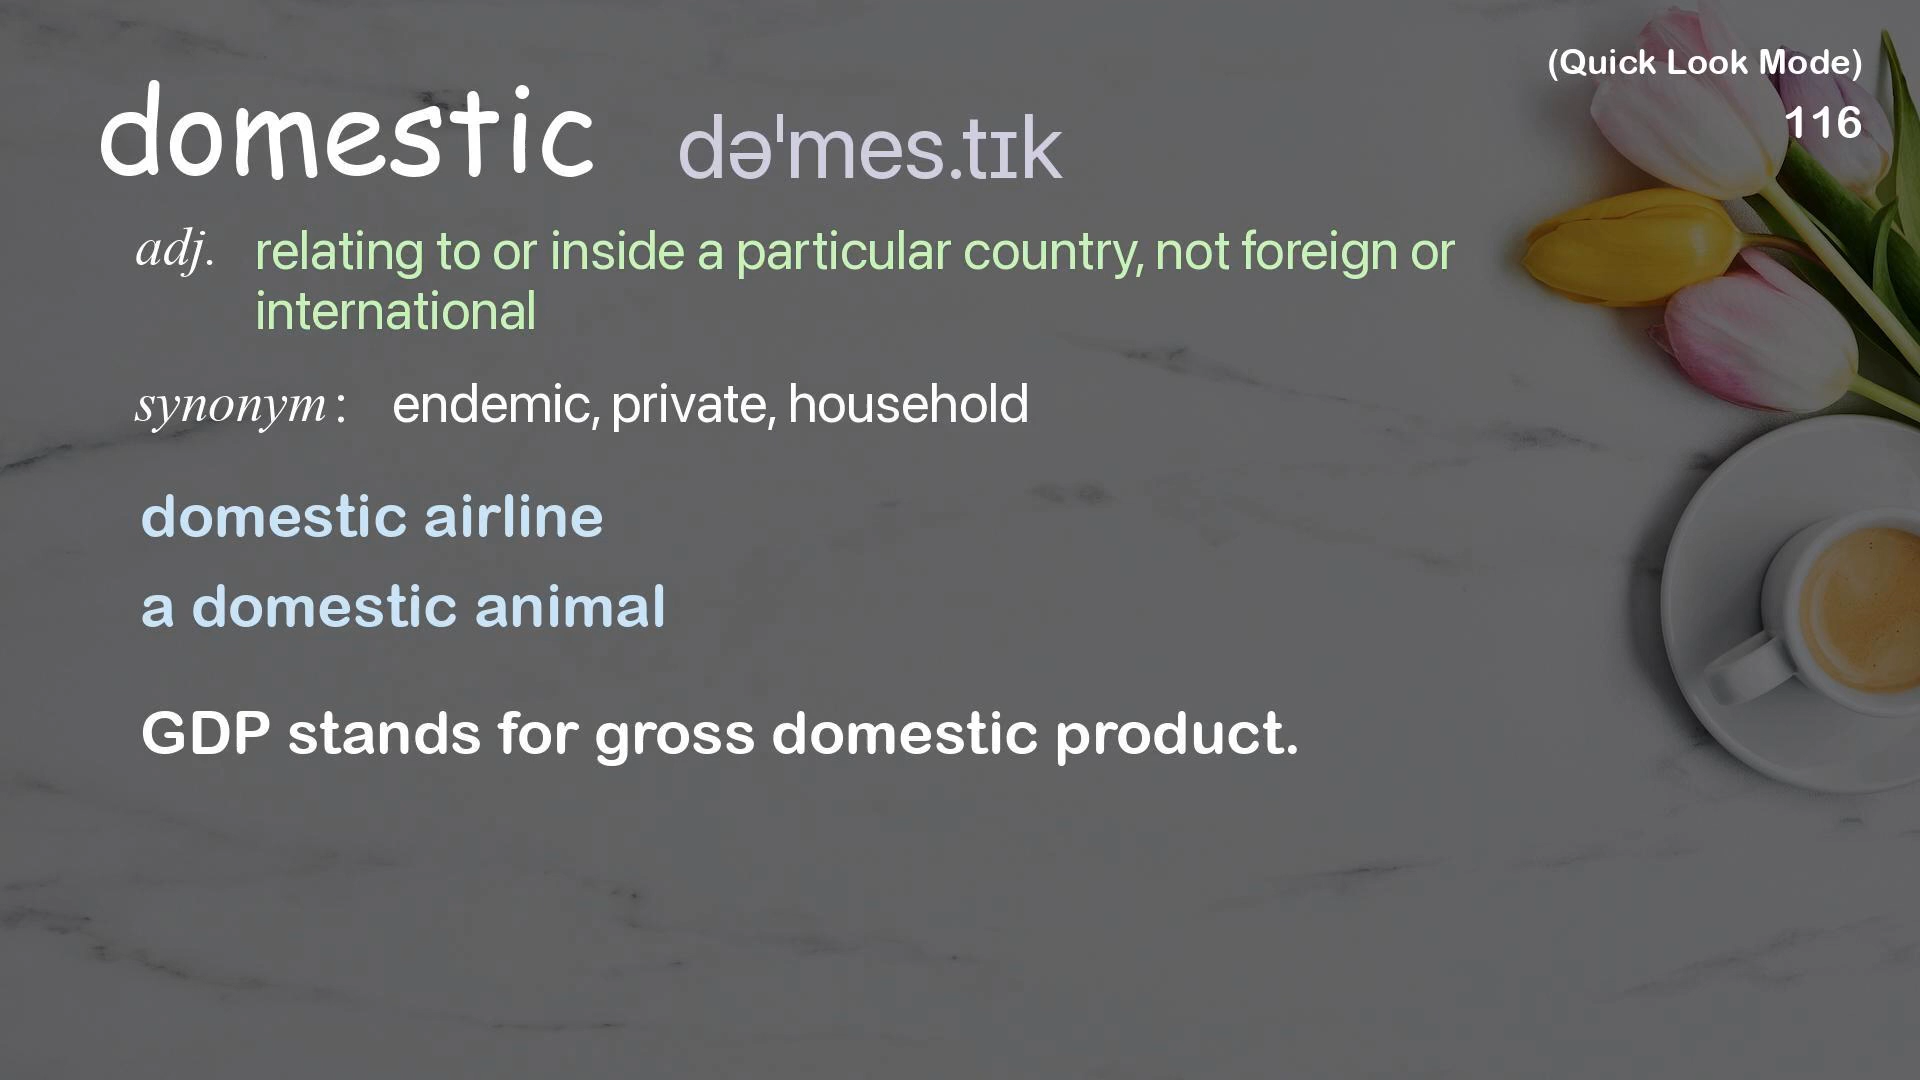 (Quick Look Mode)
116
domestic dəˈmes.tɪk
adj. relating to or inside a particular country, not foreign or
international
synonym: endemic, private, household
domestic airline
a domestic animal
GDP stands for gross domestic product.